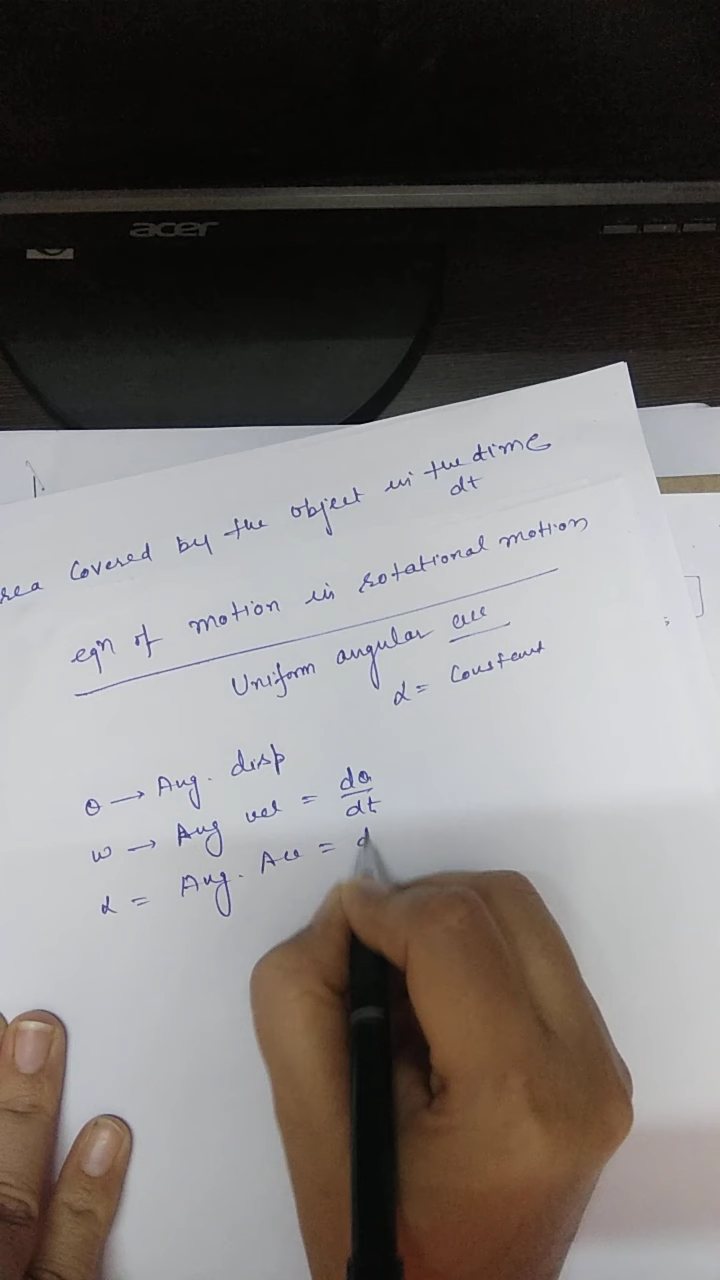 acer
rea Covered by the object in the time
dt
eqn of motion in rotational motion
Uniform angular acc
α = Constant
θ → Ang. disp
w → Ang vel = dθ/dt
α = Ang. Acc = d